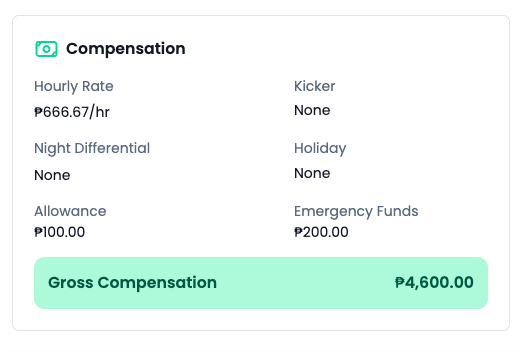 Compensation
Hourly Rate
Kicker
₱666.67/hr
None
Night Differential
Holiday
None
None
Allowance
Emergency Funds
₱100.00
₱200.00
Gross Compensation
₱4,600.00